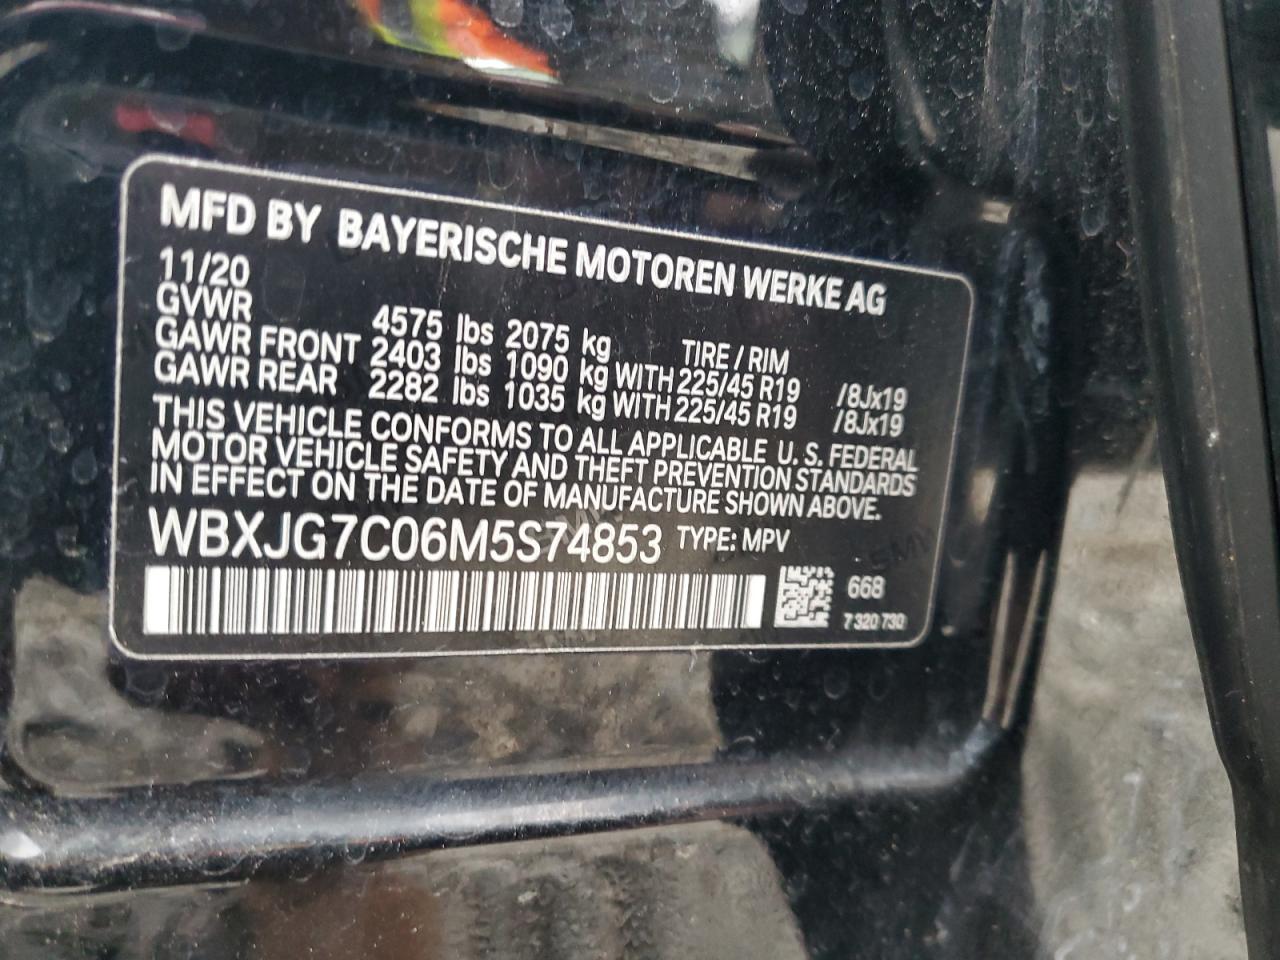 MFD BY BAYERISCHE MOTOREN WERKE AG
11/20
GVWR 4575 lbs 2075 kg TIRE / RIM
GAWR FRONT 2403 lbs 1090 kg WITH 225/45 R19 /8Jx19
GAWR REAR 2282 lbs 1035 kg WITH 225/45 R19 /8Jx19
THIS VEHICLE CONFORMS TO ALL APPLICABLE U. S. FEDERAL
MOTOR VEHICLE SAFETY AND THEFT PREVENTION STANDARDS
IN EFFECT ON THE DATE OF MANUFACTURE SHOWN ABOVE.
WBXJG7C06M5S74853 TYPE: MPV
668
7 320 730